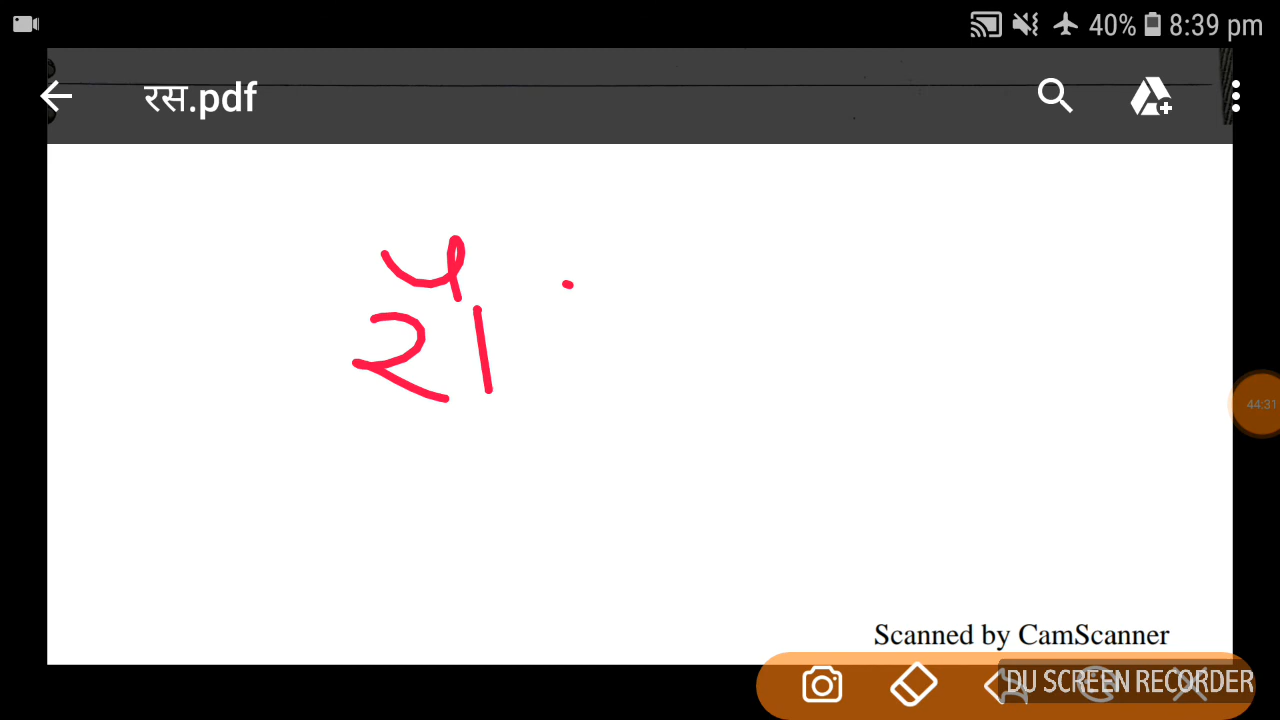 40% 8:39 pm
रस.pdf
44:31
Scanned by CamScanner
DU SCREEN RECORDER